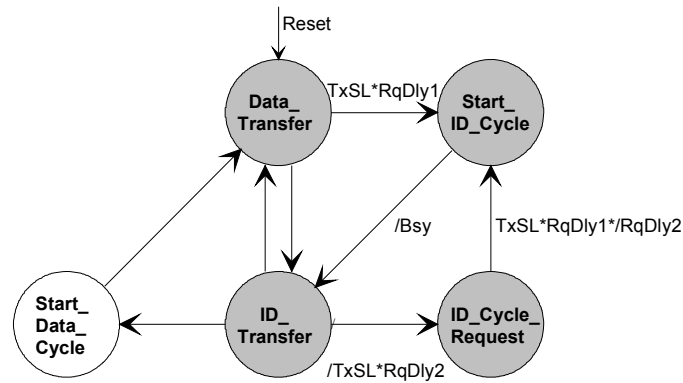 Reset
TxSL*RqDly1
Data_
Transfer
Start_
ID_Cycle
/Bsy
TxSL*RqDly1*/RqDly2
Start_
Data_
Cycle
ID_
Transfer
ID_Cycle_
Request
/TxSL*RqDly2